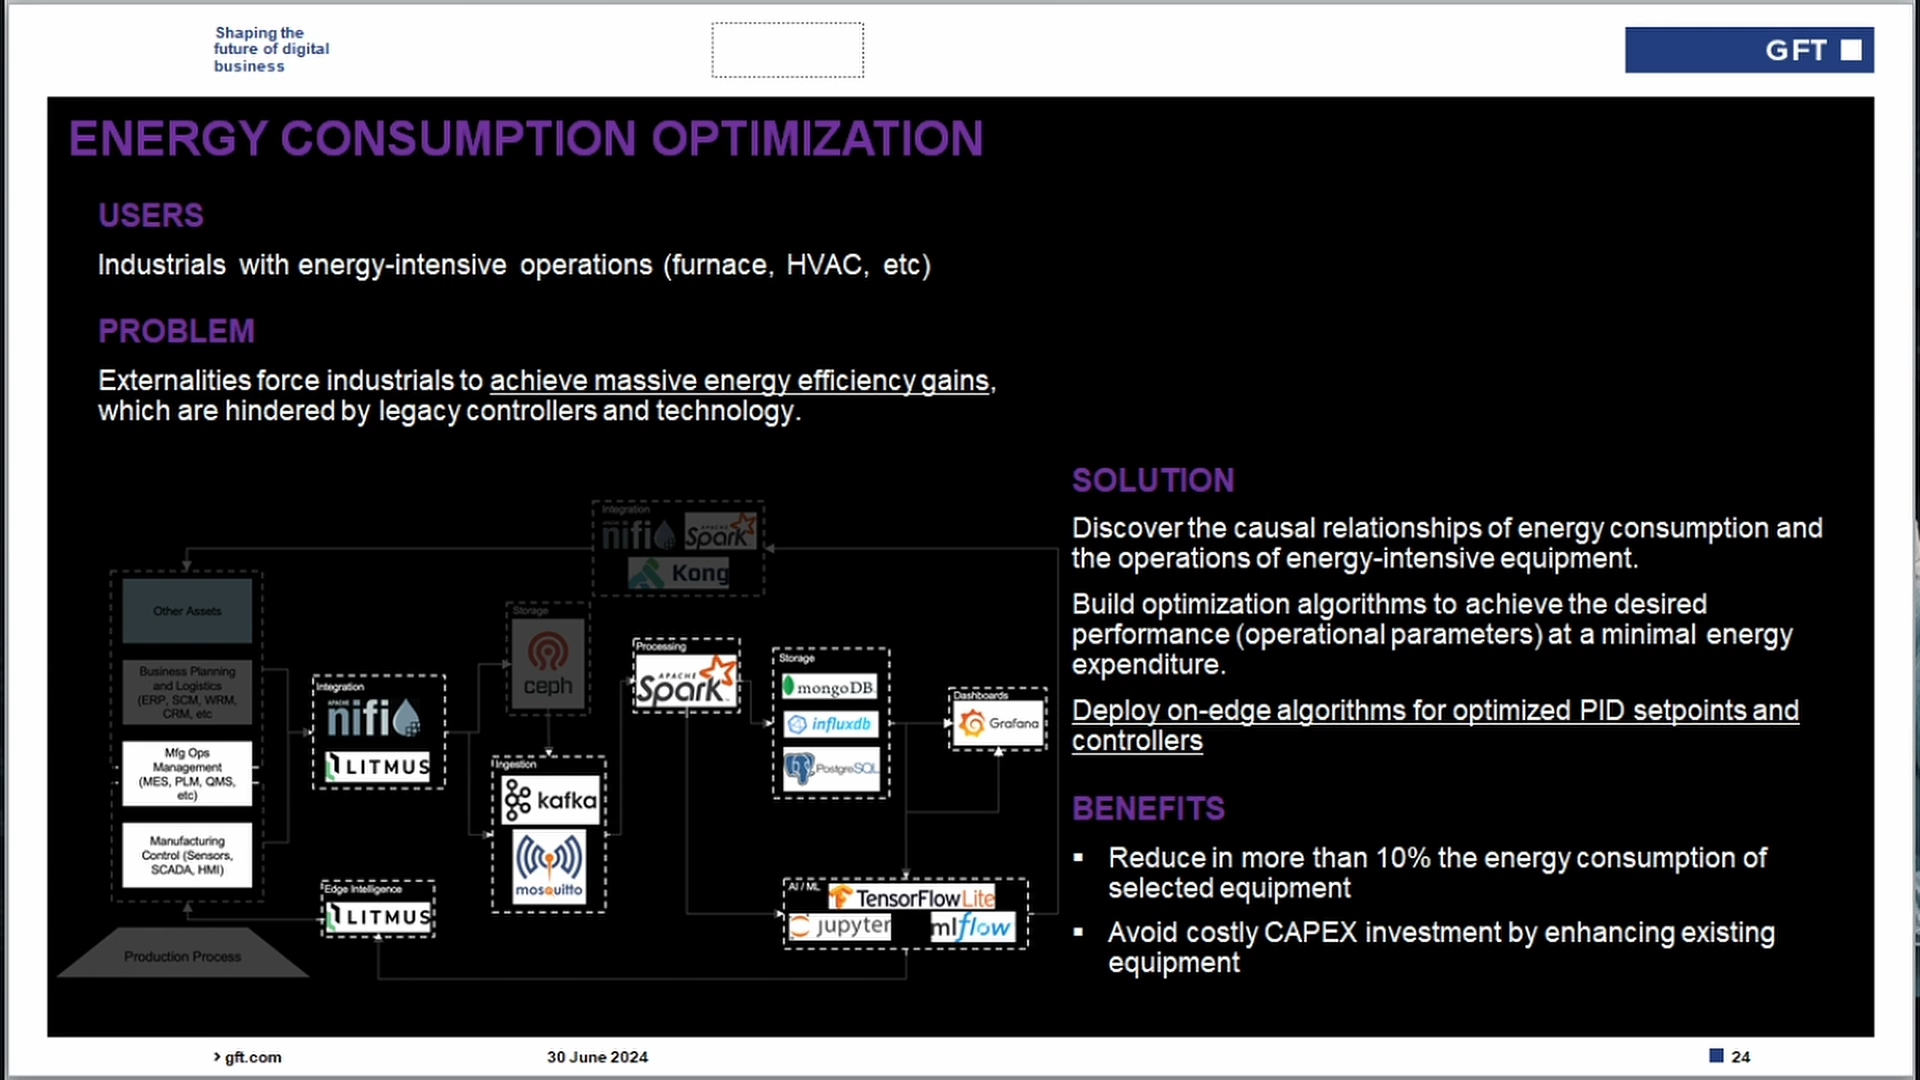 Shaping the
future of digital
business
GFT
ENERGY CONSUMPTION OPTIMIZATION
USERS
Industrials with energy-intensive operations (furnace, HVAC, etc)
PROBLEM
Externalities force industrials to achieve massive energy efficiency gains,
which are hindered by legacy controllers and technology.
Integration
nifi
APACHE
Spark
Kong
Other Assets
Business Planning
and Logistics
(ERP, SCM, WRM,
CRM, etc
Mfg Ops
Management
(MES, PLM, QMS,
etc)
Manufacturing
Control (Sensors,
SCADA, HMI)
Production Process
Integration
APACHE
nifi
LITMUS
Edge Intelligence
LITMUS
Storage
ceph
Ingestion
kafka
mosquitto
Processing
APACHE
Spark
Storage
mongoDB
influxdb
PostgreSQL
Dashboards
Grafana
AI / ML
TensorFlow Lite
jupyter
mlflow
SOLUTION
Discover the causal relationships of energy consumption and
the operations of energy-intensive equipment.
Build optimization algorithms to achieve the desired
performance (operational parameters) at a minimal energy
expenditure.
Deploy on-edge algorithms for optimized PID setpoints and
controllers
BENEFITS
▪ Reduce in more than 10% the energy consumption of
selected equipment
▪ Avoid costly CAPEX investment by enhancing existing
equipment
> gft.com
30 June 2024
24